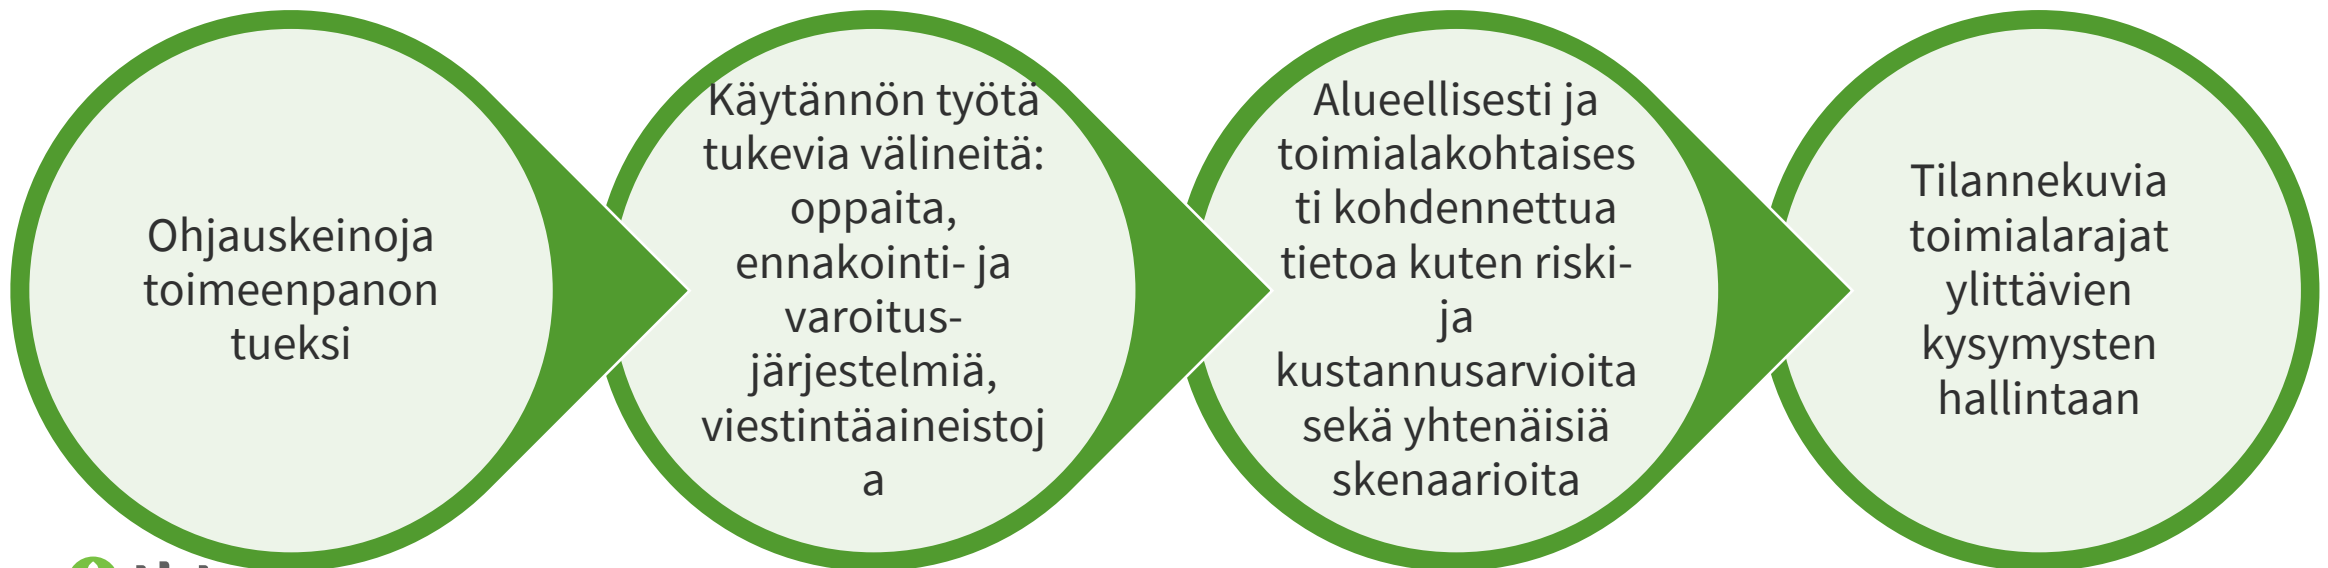 Ohjauskeinoja
toimeenpanon
tueksi
Käytännön työtä
tukevia välineitä:
oppaita,
ennakointi- ja
varoitus-
järjestelmiä,
viestintäaineistoj
a
Alueellisesti ja
toimialakohtaises
ti kohdennettua
tietoa kuten riski-
ja
kustannusarvioita
sekä yhtenäisiä
skenaarioita
Tilannekuvia
toimialarajat
ylittävien
kysymysten
hallintaan